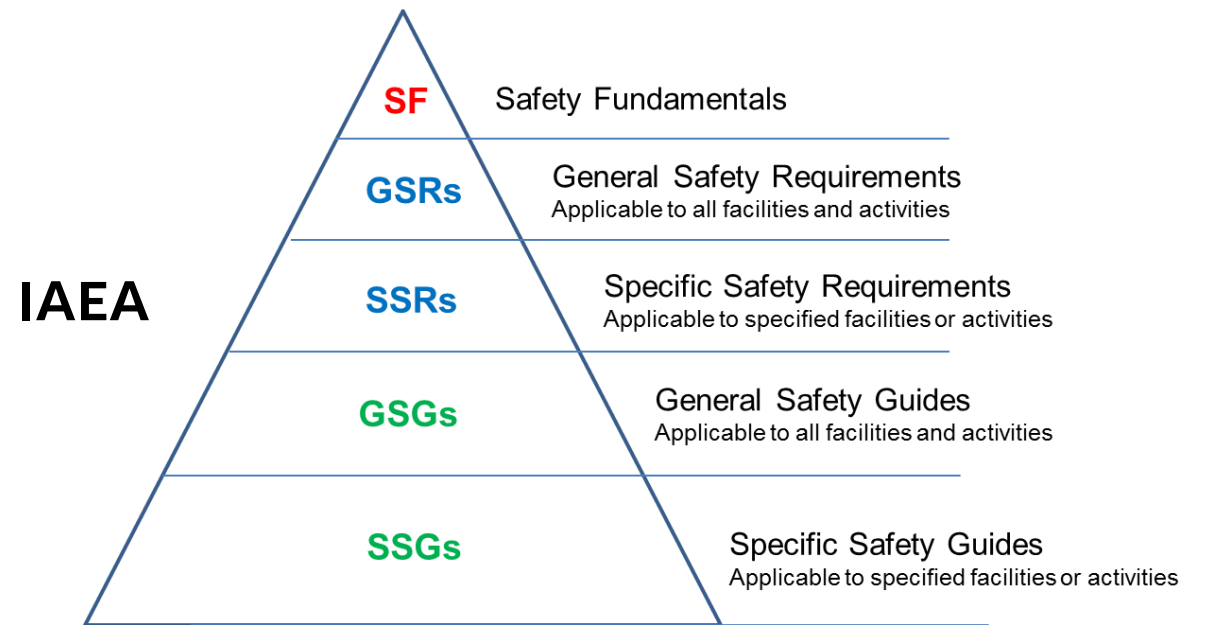 SF
Safety Fundamentals
GSRs
General Safety Requirements
Applicable to all facilities and activities
IAEA
SSRs
Specific Safety Requirements
Applicable to specified facilities or activities
GSGs
General Safety Guides
Applicable to all facilities and activities
SSGs
Specific Safety Guides
Applicable to specified facilities or activities